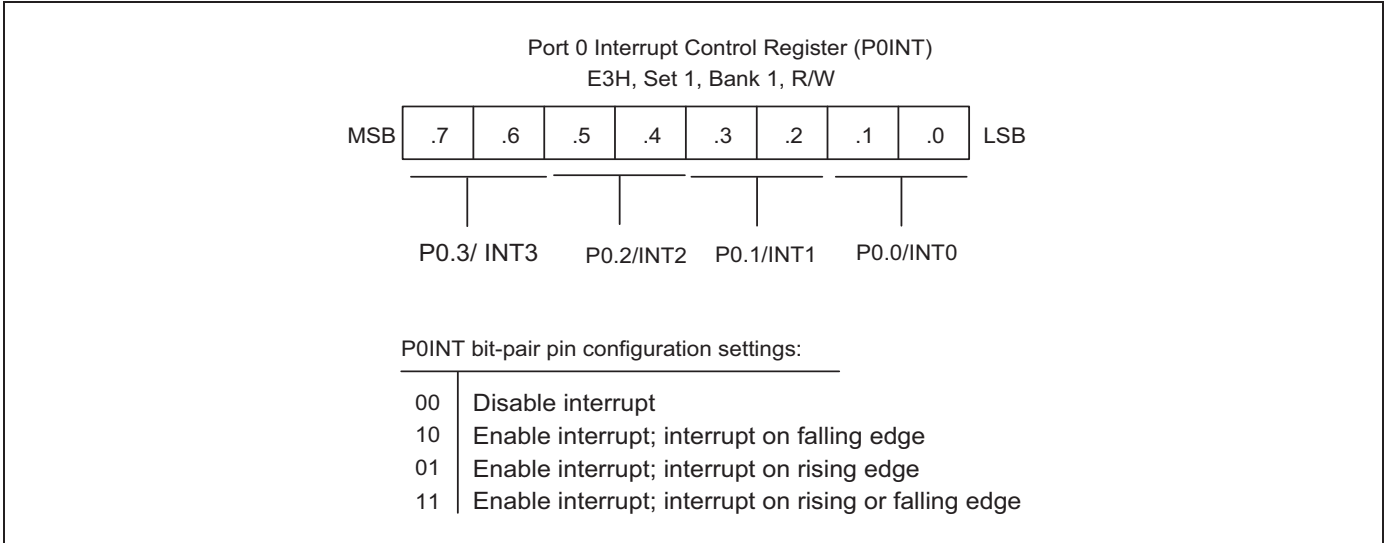 Port 0 Interrupt Control Register (P0INT)
E3H, Set 1, Bank 1, R/W
MSB .7 .6 .5 .4 .3 .2 .1 .0 LSB
P0.3/ INT3 P0.2/INT2 P0.1/INT1 P0.0/INT0
P0INT bit-pair pin configuration settings:
00 Disable interrupt
10 Enable interrupt; interrupt on falling edge
01 Enable interrupt; interrupt on rising edge
11 Enable interrupt; interrupt on rising or falling edge